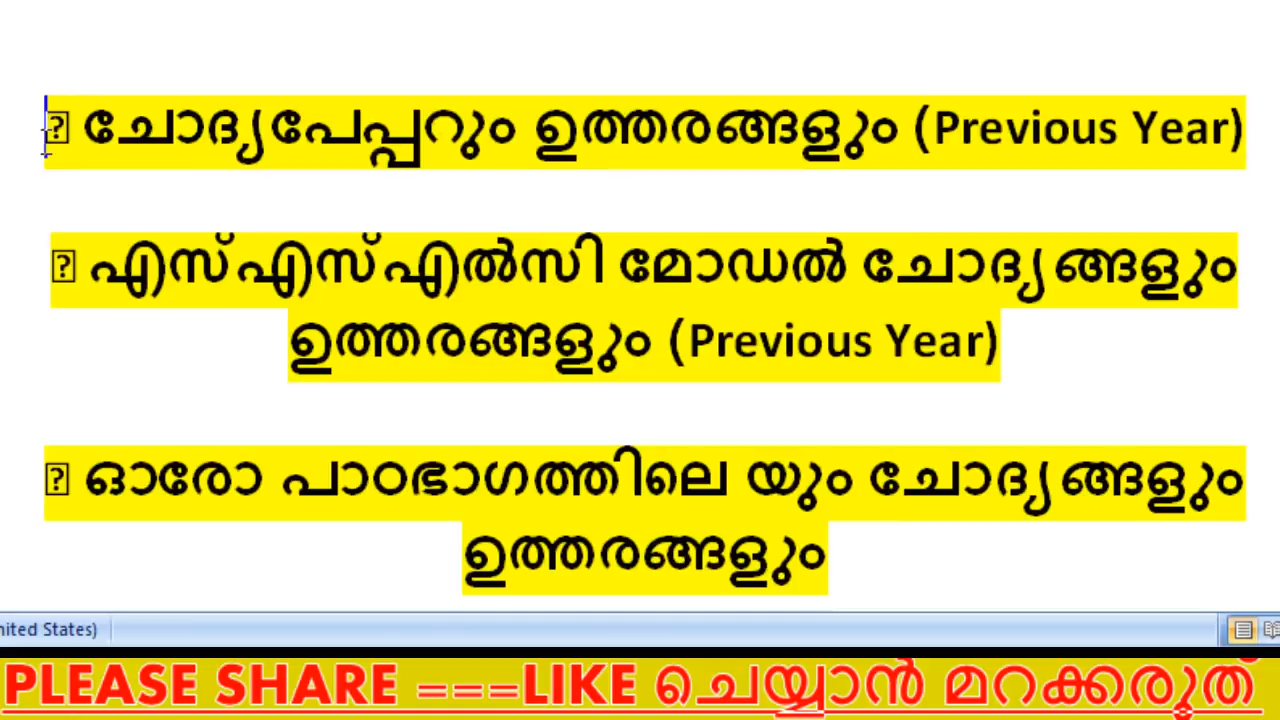 ⍰ ചോദ്യപേപ്പറും ഉത്തരങ്ങളും (Previous Year)
⍰ എസ്എസ്എൽസി മോഡൽ ചോദ്യങ്ങളും
ഉത്തരങ്ങളും (Previous Year)
⍰ ഓരോ പാഠഭാഗത്തിലെ യും ചോദ്യങ്ങളും
ഉത്തരങ്ങളും
nited States)
PLEASE SHARE ===LIKE ചെയ്യാൻ മറക്കരുത്